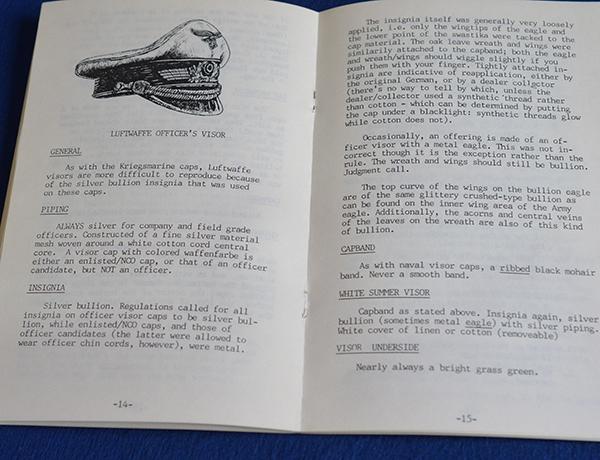 LUFTWAFFE OFFICER'S VISOR
GENERAL
As with the Kriegsmarine caps, Luftwaffe
visors are more difficult to reproduce because
of the silver bullion insignia that was used
on these caps.
PIPING
ALWAYS silver for company and field grade
officers. Constructed of a fine silver material
mesh woven around a white cotton cord central
core. A visor cap with colored waffenfarbe is
either an enlisted/NCO cap, or that of an officer
candidate, but NOT an officer.
INSIGNIA
Silver bullion. Regulations called for all
insignia on officer visor caps to be silver bul-
lion, while enlisted/NCO caps, and those of
officer candidates (the latter were allowed to
wear officer chin cords, however), were metal.
-14-
The insignia itself was generally very loosely
applied, i.e. only the wingtips of the eagle and
the lower point of the swastika were tacked to the
cap material. The oak leave wreath and wings were
similarly attached to the capband; both the eagle
and wreath/wings should wiggle slightly if you
push them with your finger. Tightly attached in-
signia are indicative of reapplication, either by
the original German, or by a dealer collector
(there's no way to tell by which, unless the
dealer/collector used a synthetic thread rather
than cotton - which can be determined by putting
the cap under a blacklight: synthetic threads glow
while cotton does not).
Occasionally, an offering is made of an of-
ficer visor with a metal eagle. This was not in-
correct though it is the exception rather than the
rule. The wreath and wings should still be bullion.
Judgment call.
The top curve of the wings on the bullion eagle
are of the same glittery crushed-type bullion as
can be found on the inner wing area of the Army
eagle. Additionally, the acorns and central veins
of the leaves on the wreath are also of this kind
of bullion.
CAPBAND
As with naval visor caps, a ribbed black mohair
band. Never a smooth band.
WHITE SUMMER VISOR
Capband as stated above. Insignia again, silver
bullion (sometimes metal eagle) with silver piping.
White cover of linen or cotton (removeable)
VISOR UNDERSIDE
Nearly always a bright grass green.
-15-